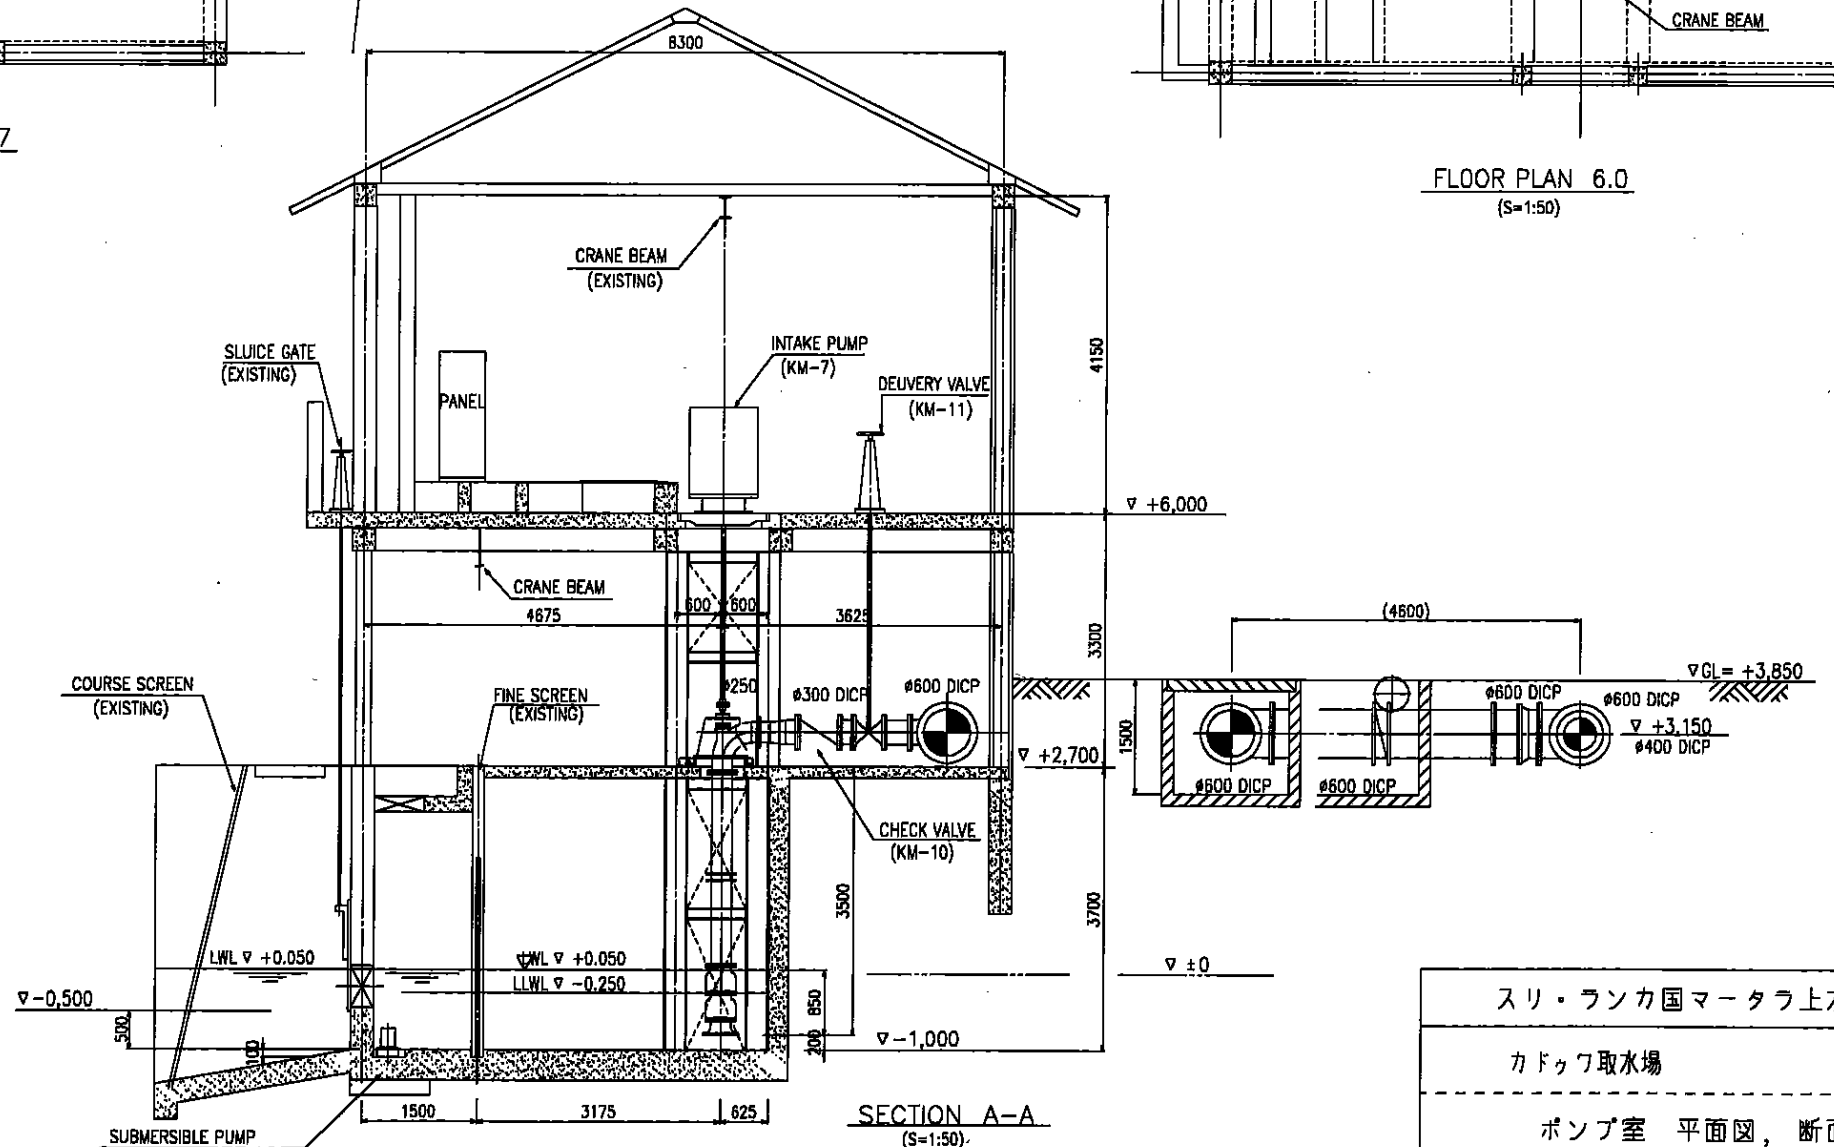 8300
CRANE BEAM
7
FLOOR PLAN 6.0
(S=1:50)
CRANE BEAM
(EXISTING)
SLUICE GATE
(EXISTING)
INTAKE PUMP
(KM-7)
4150
PANEL
DEUVERY VALVE
(KM-11)
▽ +6,000
CRANE BEAM
600
600
4675
3625
3300
(4600)
COURSE SCREEN
(EXISTING)
FINE SCREEN
(EXISTING)
ø250
ø300 DICP
ø600 DICP
▽GL= +3,850
ø600 DICP
ø600 DICP
▽ +3,150
ø400 DICP
1500
▽ +2,700
ø600 DICP
ø600 DICP
CHECK VALVE
(KM-10)
3500
3700
LWL ▽ +0.050
LWL ▽ +0.050
▽ ±0
LLWL ▽ -0.250
▽-0,500
850
500
100
200
▽-1,000
スリ・ランカ国マータラ上
カドゥワ取水場
1500
3175
625
SECTION A-A
(S=1:50)
SUBMERSIBLE PUMP
ポンプ室 平面図, 断